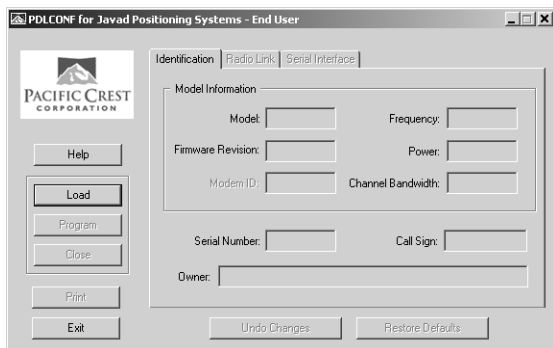 PDLCONF for Javad Positioning Systems - End User
PACIFIC CREST
CORPORATION
Help
Load
Program
Close
Print
Exit
Identification Radio Link Serial Interface
Model Information
Model: Frequency:
Firmware Revision: Power:
Modem ID: Channel Bandwidth:
Serial Number: Call Sign:
Owner:
Undo Changes Restore Defaults